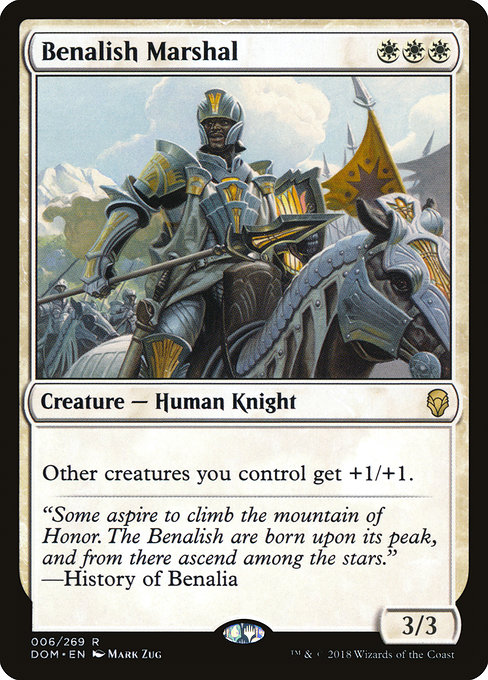 Benalish Marshal
Creature — Human Knight
Other creatures you control get +1/+1.
“Some aspire to climb the mountain of
Honor. The Benalish are born upon its peak,
and from there ascend among the stars.”
—History of Benalia
3/3
006/269 R
DOM • EN Mark Zug
™ & © 2018 Wizards of the Coast